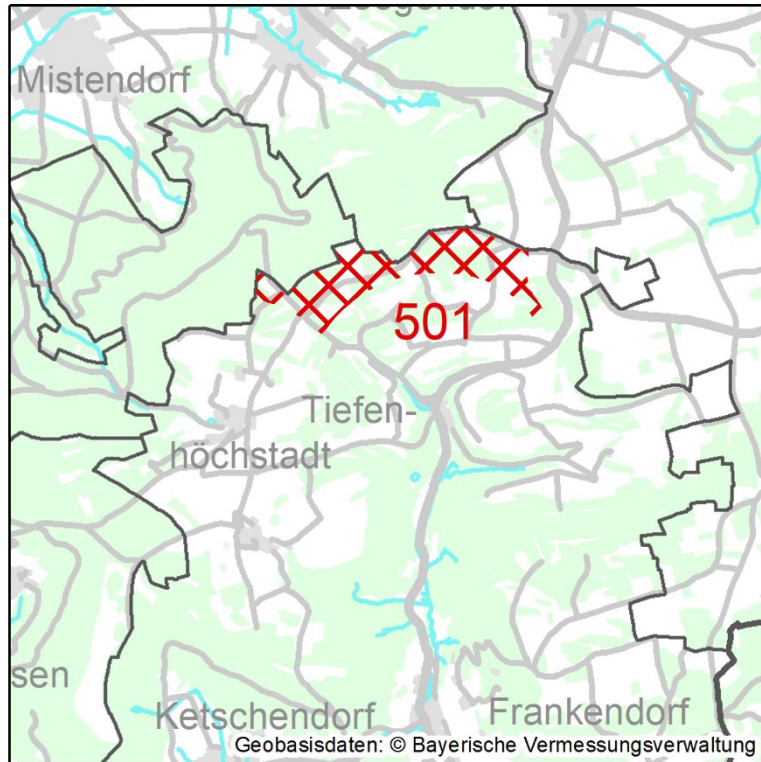 Mistendorf
501
Tiefen-
höchstadt
sen
Ketschendorf
Frankendorf
Geobasisdaten: © Bayerische Vermessungsverwaltung